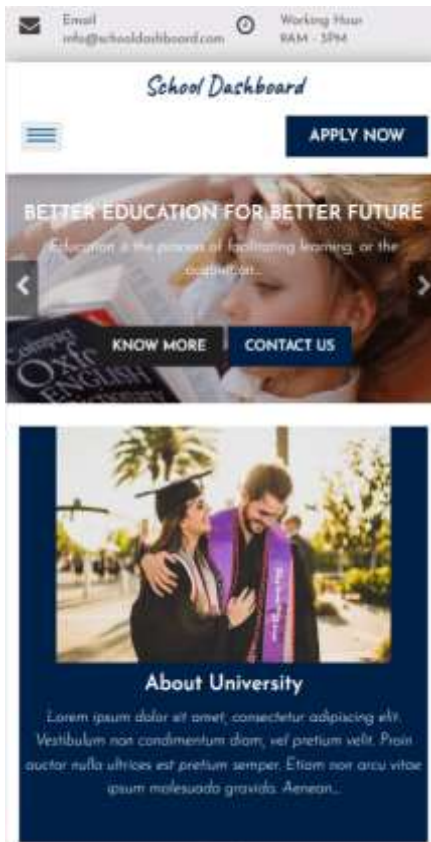 Email
info@schooldashboard.com
Working Hour
9AM - 5PM
School Dashboard
APPLY NOW
BETTER EDUCATION FOR BETTER FUTURE
Education is the process of facilitating learning, or the
acquisition...
KNOW MORE
CONTACT US
Oxfo
ENGLISH
About University
Lorem ipsum dolor sit amet, consectetur adipiscing elit.
Vestibulum non condimentum diam, vel pretium velit. Proin
auctor nulla ultrices est pretium semper. Etiam non arcu vitae
ipsum malesuada gravida. Aenean...